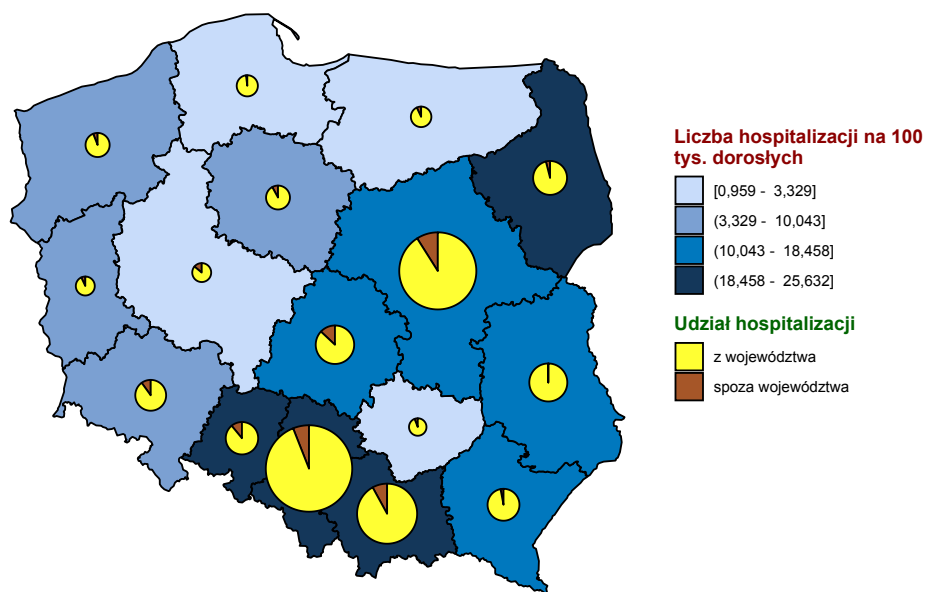 Liczba hospitalizacji na 100
tys. dorosłych
[0,959 - 3,329]
(3,329 - 10,043]
(10,043 - 18,458]
(18,458 - 25,632]
Udział hospitalizacji
z województwa
spoza województwa